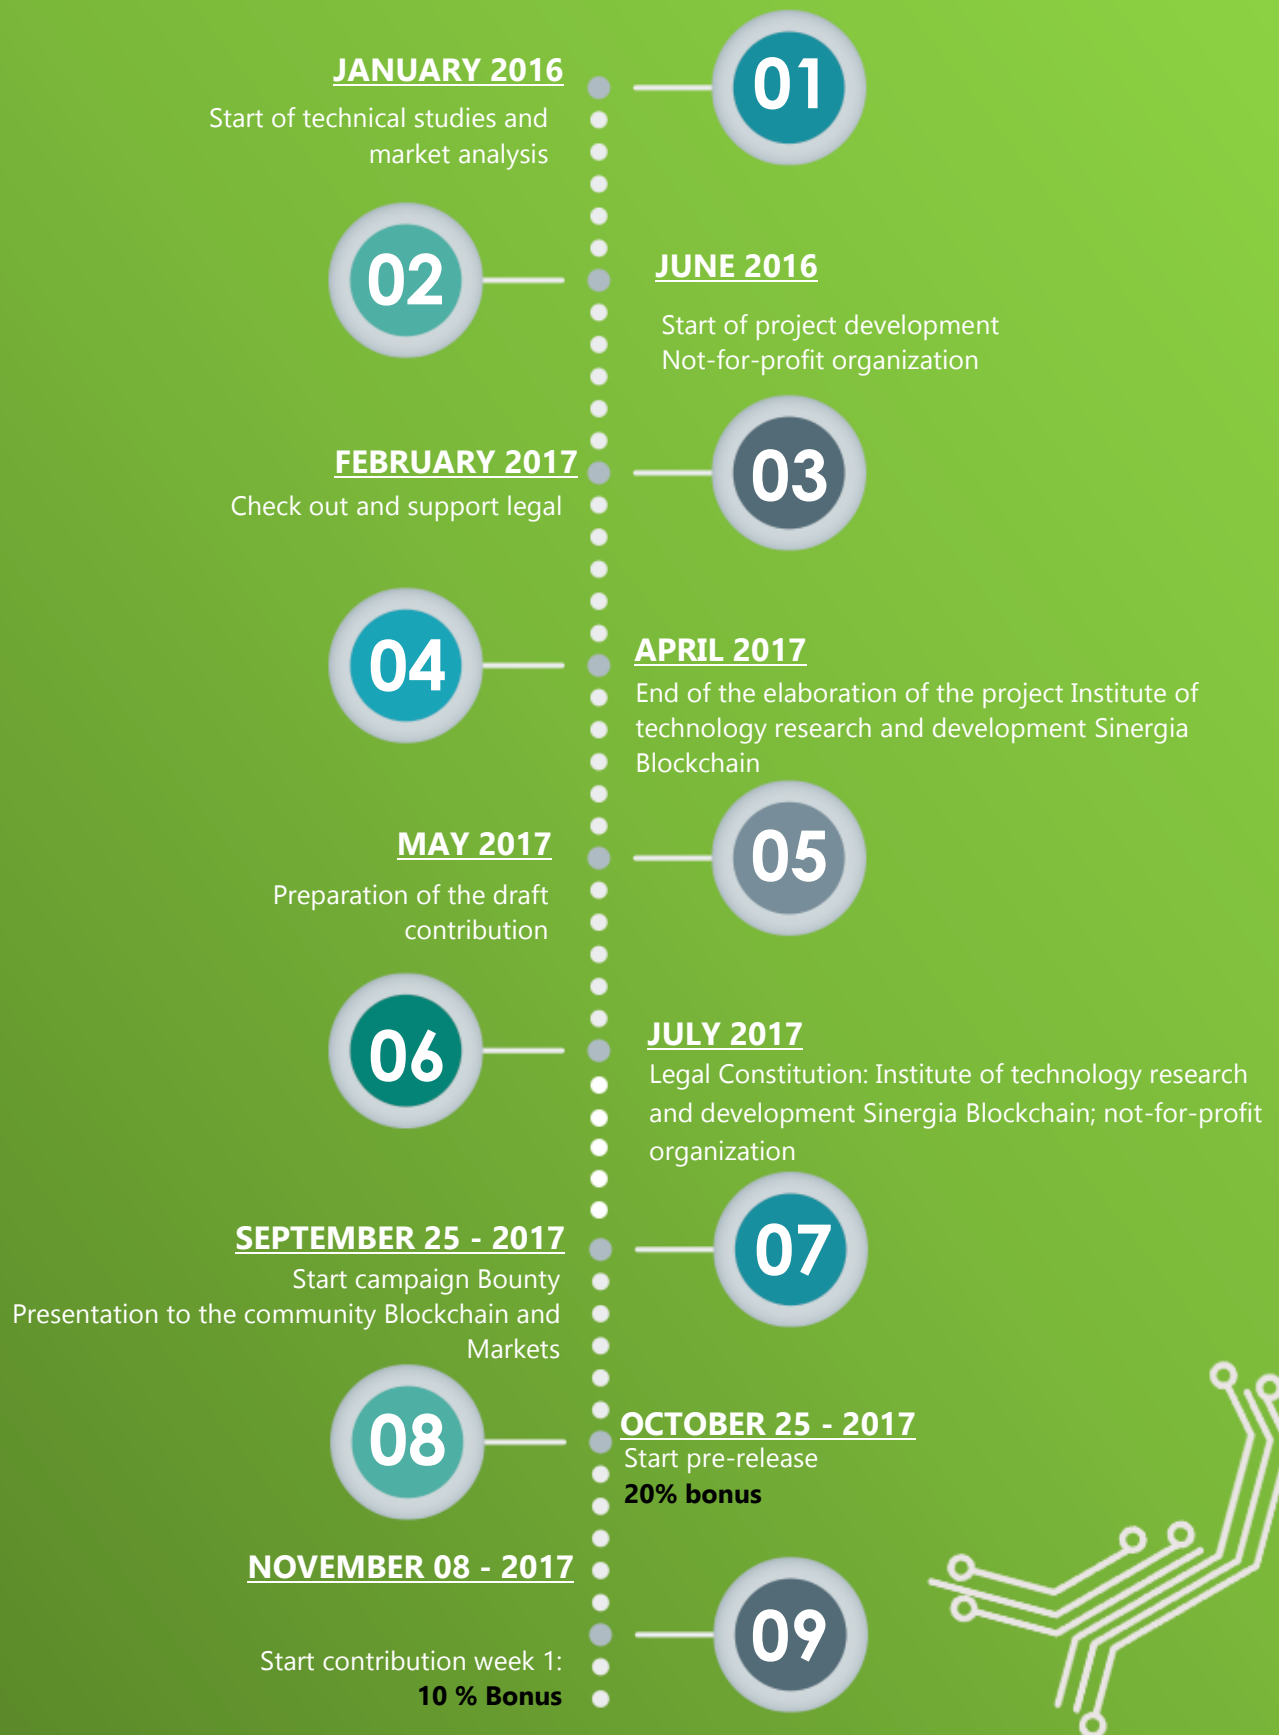 JANUARY 2016
01
Start of technical studies and
market analysis
02
JUNE 2016
Start of project development
Not-for-profit organization
FEBRUARY 2017
03
Check out and support legal
04
APRIL 2017
End of the elaboration of the project Institute of
technology research and development Sinergia
Blockchain
MAY 2017
05
Preparation of the draft
contribution
06
JULY 2017
Legal Constitution: Institute of technology research
and development Sinergia Blockchain; not-for-profit
organization
SEPTEMBER 25 - 2017
07
Start campaign Bounty
Presentation to the community Blockchain and
Markets
08
OCTOBER 25 - 2017
Start pre-release
20% bonus
NOVEMBER 08 - 2017
09
Start contribution week 1:
10 % Bonus